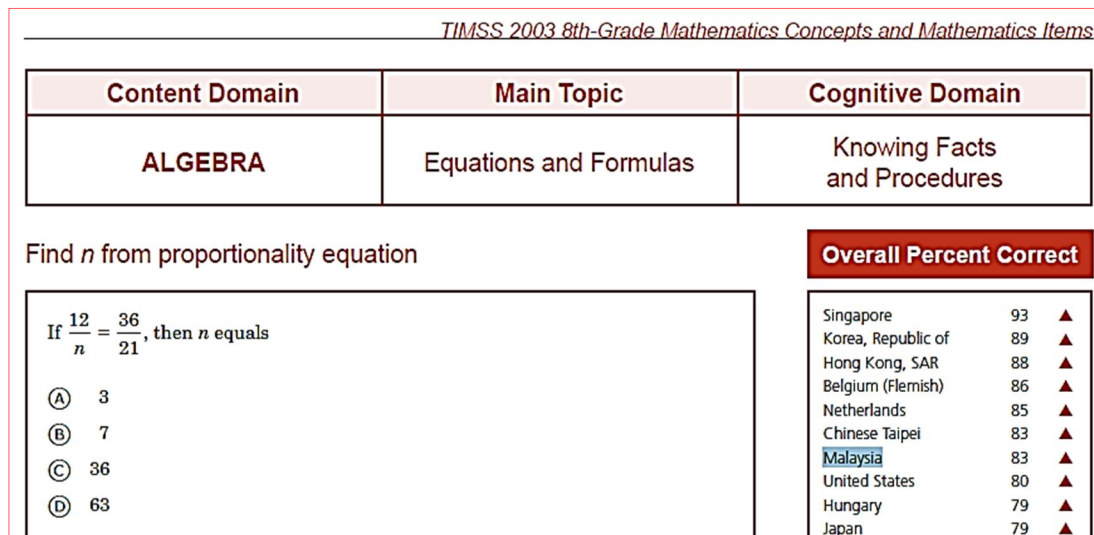 TIMSS 2003 8th-Grade Mathematics Concepts and Mathematics Items
Content Domain Main Topic Cognitive Domain
ALGEBRA Equations and Formulas Knowing Facts and Procedures
Find n from proportionality equation
If 12/n = 36/21, then n equals
A 3
B 7
C 36
D 63
Overall Percent Correct
Singapore 93 ▲
Korea, Republic of 89 ▲
Hong Kong, SAR 88 ▲
Belgium (Flemish) 86 ▲
Netherlands 85 ▲
Chinese Taipei 83 ▲
Malaysia 83 ▲
United States 80 ▲
Hungary 79 ▲
Japan 79 ▲